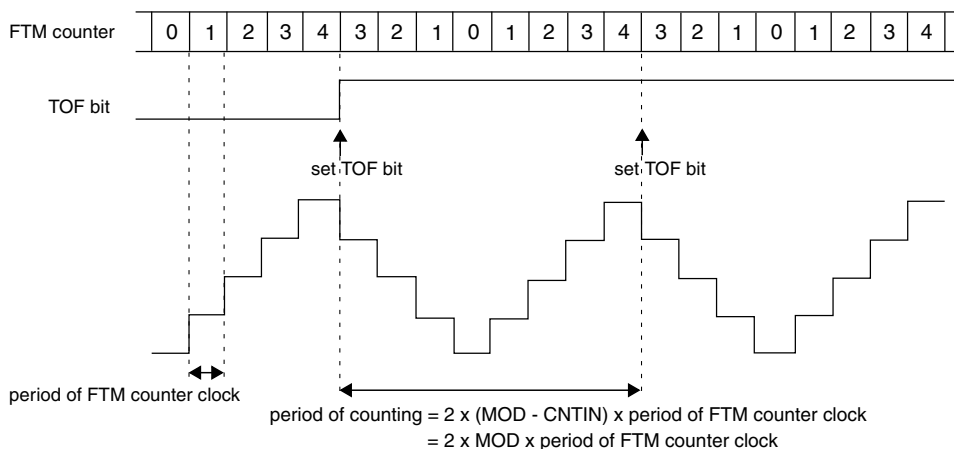 FTM counter 0 1 2 3 4 3 2 1 0 1 2 3 4 3 2 1 0 1 2 3 4
TOF bit
set TOF bit set TOF bit
period of FTM counter clock
period of counting = 2 x (MOD - CNTIN) x period of FTM counter clock
= 2 x MOD x period of FTM counter clock